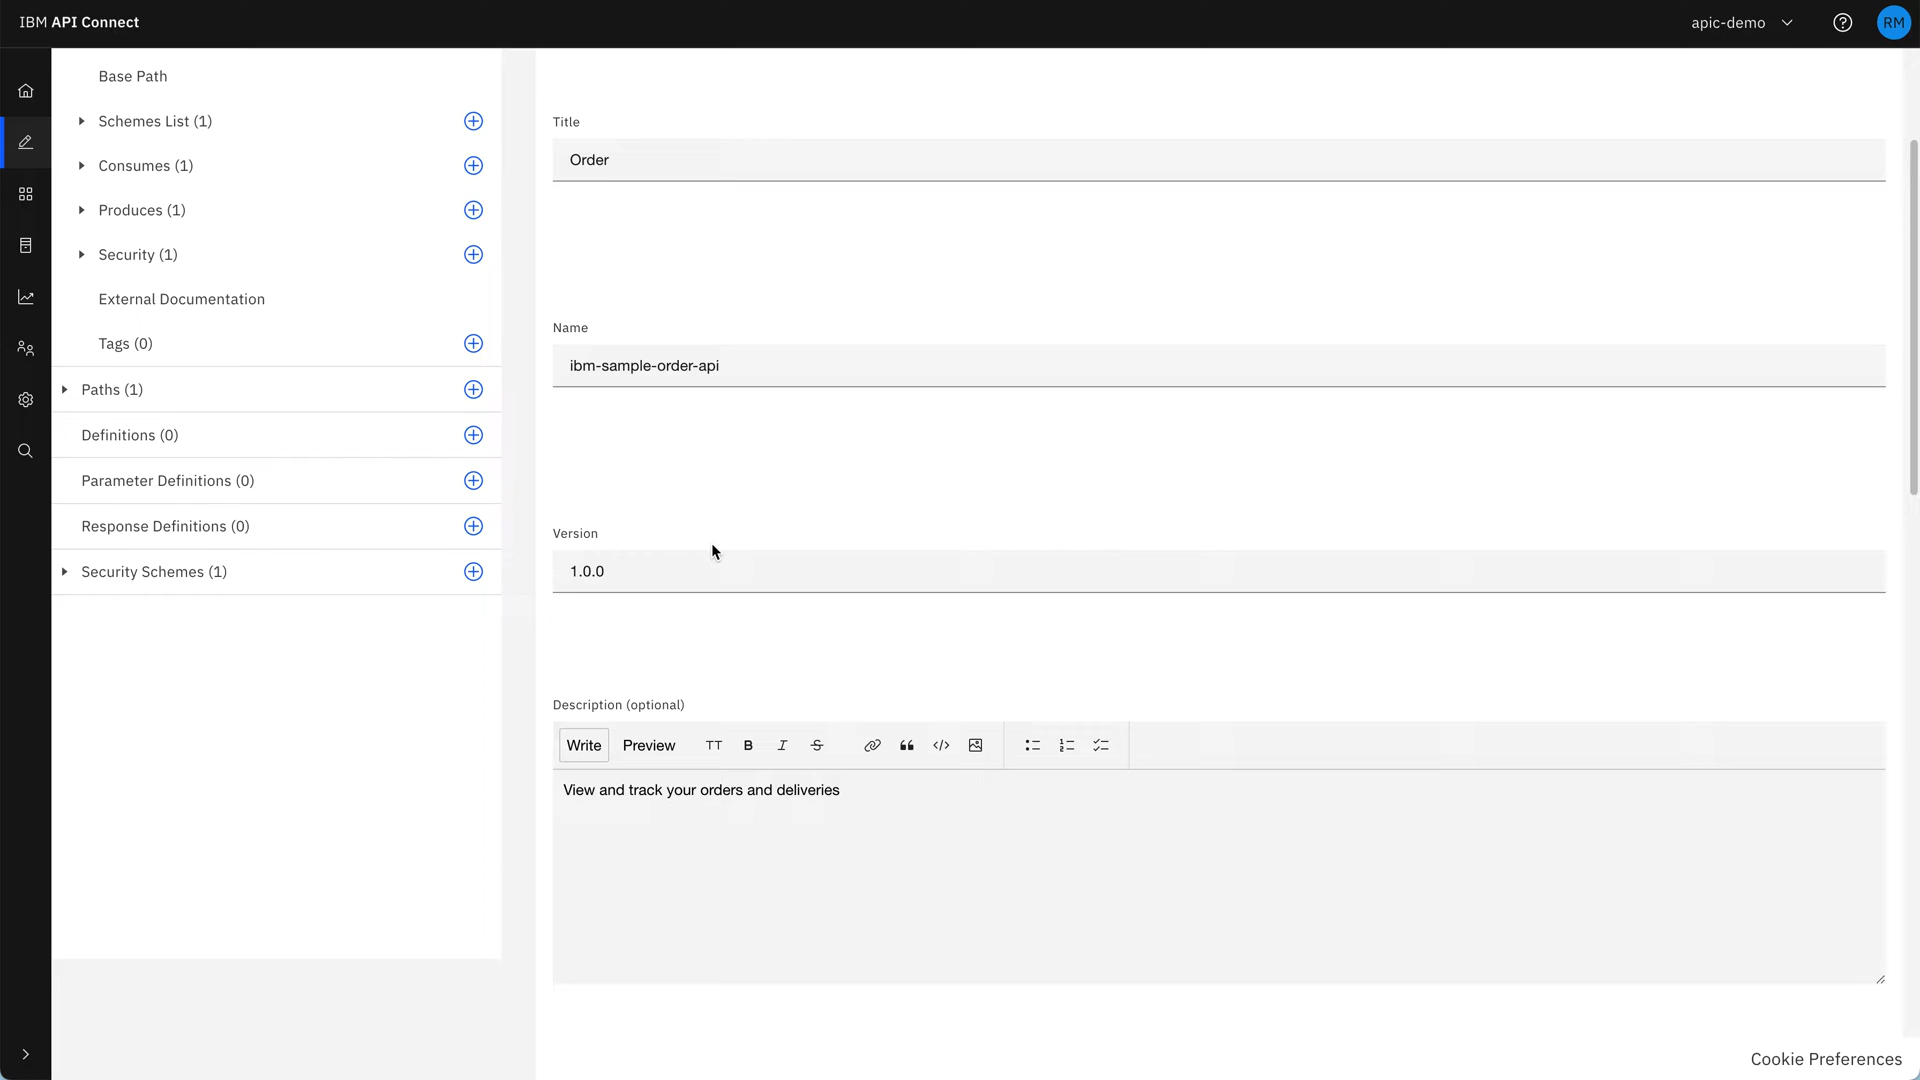 IBM API Connect
apic-demo
RM
Base Path
Schemes List (1)
Consumes (1)
Produces (1)
Security (1)
External Documentation
Tags (0)
Paths (1)
Definitions (0)
Parameter Definitions (0)
Response Definitions (0)
Security Schemes (1)
Title
Order
Name
ibm-sample-order-api
Version
1.0.0
Description (optional)
Write Preview TT B I S
View and track your orders and deliveries
Cookie Preferences